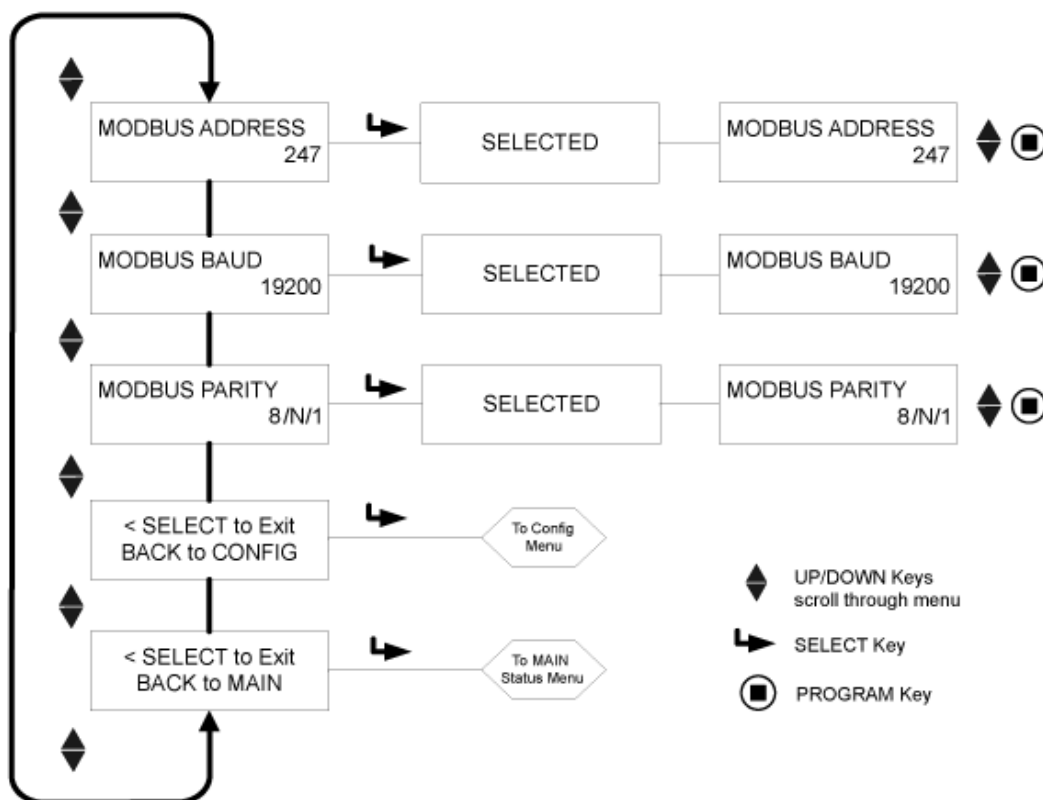 MODBUS ADDRESS
247
SELECTED
MODBUS ADDRESS
247
MODBUS BAUD
19200
SELECTED
MODBUS BAUD
19200
MODBUS PARITY
8/N/1
SELECTED
MODBUS PARITY
8/N/1
< SELECT to Exit
BACK to CONFIG
To Config
Menu
< SELECT to Exit
BACK to MAIN
To MAIN
Status Menu
UP/DOWN Keys
scroll through menu
SELECT Key
PROGRAM Key